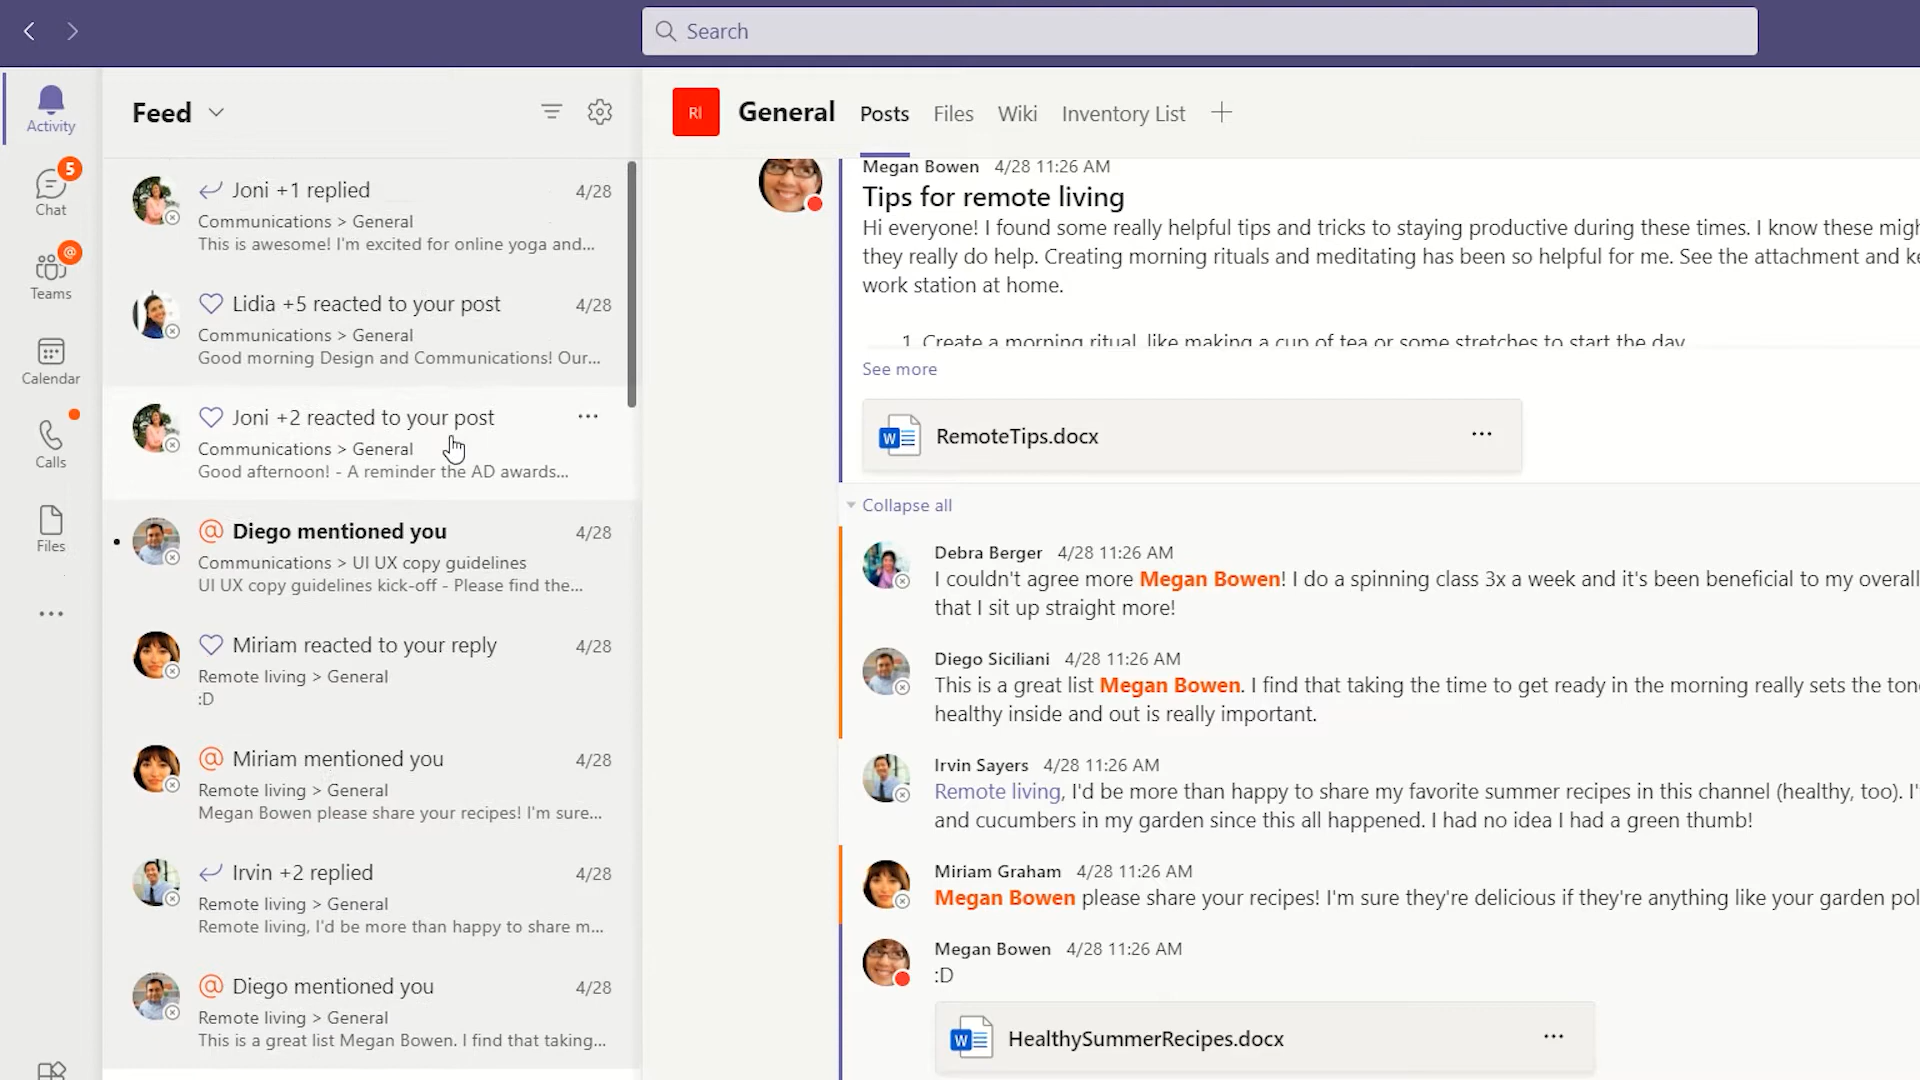 Search
Activity
5
Chat
@
Teams
Calendar
Calls
Files
Feed
Joni +1 replied 4/28
Communications > General
This is awesome! I'm excited for online yoga and...
Lidia +5 reacted to your post 4/28
Communications > General
Good morning Design and Communications! Our...
Joni +2 reacted to your post ...
Communications > General
Good afternoon! - A reminder the AD awards...
@ Diego mentioned you 4/28
Communications > UI UX copy guidelines
UI UX copy guidelines kick-off - Please find the...
Miriam reacted to your reply 4/28
Remote living > General
:D
@ Miriam mentioned you 4/28
Remote living > General
Megan Bowen please share your recipes! I'm sure...
Irvin +2 replied 4/28
Remote living > General
Remote living, I'd be more than happy to share m...
@ Diego mentioned you 4/28
Remote living > General
This is a great list Megan Bowen. I find that taking...
Rl General Posts Files Wiki Inventory List +
Megan Bowen 4/28 11:26 AM
Tips for remote living
Hi everyone! I found some really helpful tips and tricks to staying productive during these times. I know these
they really do help. Creating morning rituals and meditating has been so helpful for me. See the attachment and
work station at home.
1. Create a morning ritual, like making a cup of tea or some stretches to start the day
See more
RemoteTips.docx ...
Collapse all
Debra Berger 4/28 11:26 AM
I couldn't agree more Megan Bowen! I do a spinning class 3x a week and it's been beneficial to my overall
that I sit up straight more!
Diego Siciliani 4/28 11:26 AM
This is a great list Megan Bowen. I find that taking the time to get ready in the morning really sets the
healthy inside and out is really important.
Irvin Sayers 4/28 11:26 AM
Remote living, I'd be more than happy to share my favorite summer recipes in this channel (healthy, too).
and cucumbers in my garden since this all happened. I had no idea I had a green thumb!
Miriam Graham 4/28 11:26 AM
Megan Bowen please share your recipes! I'm sure they're delicious if they're anything like your garden
Megan Bowen 4/28 11:26 AM
:D
HealthySummerRecipes.docx ...